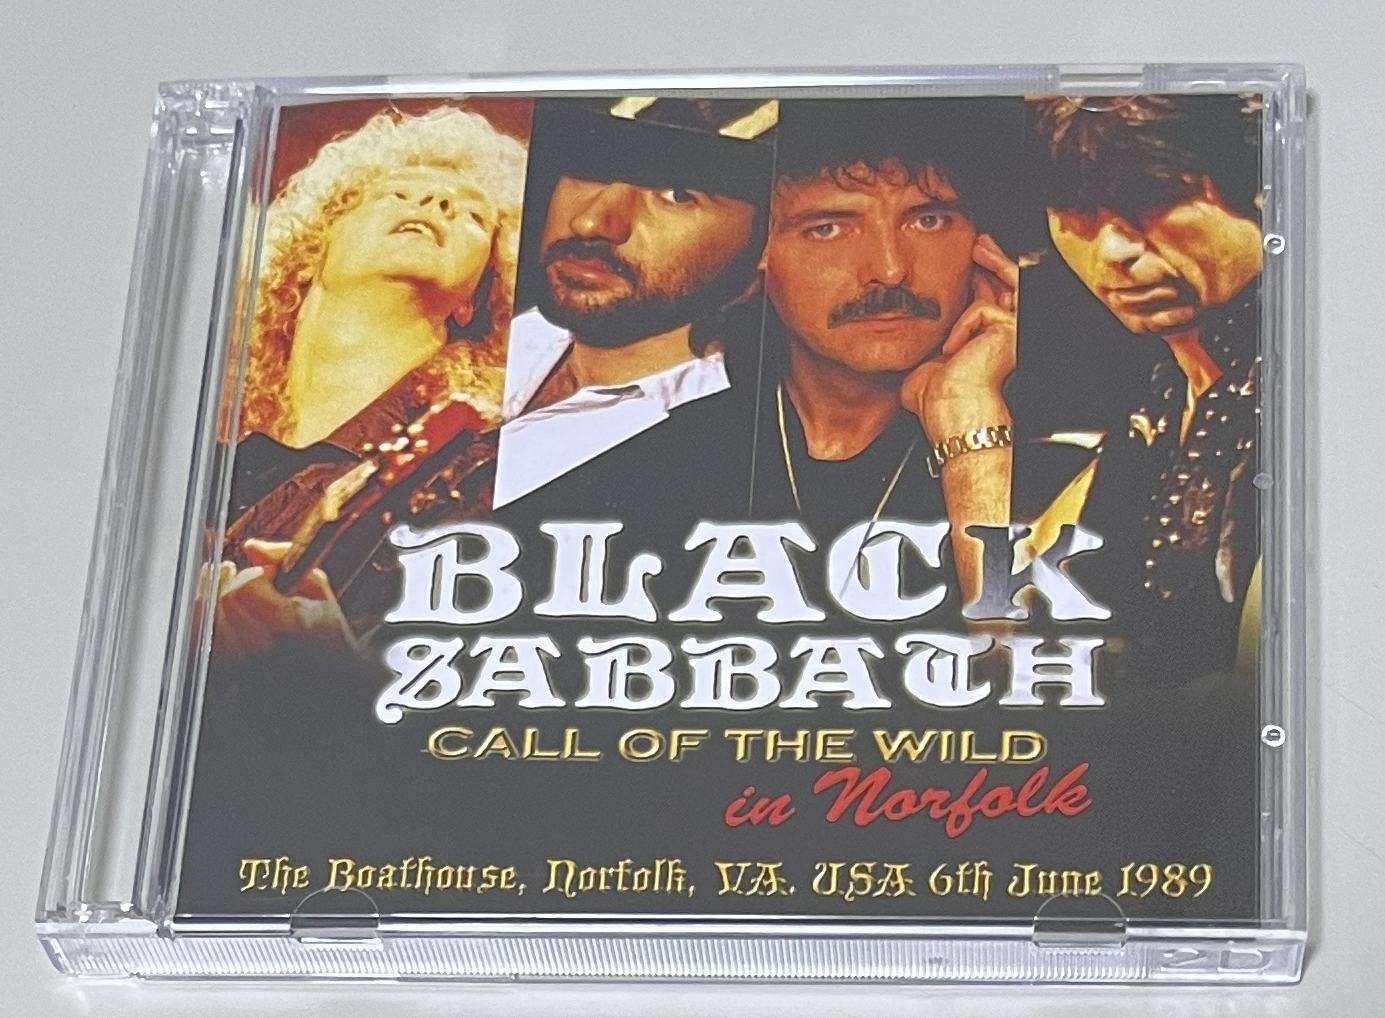 BLACK
SABBATH
CALL OF THE WILD
in Norfolk
The Boathouse, Norfolk, VA. USA 6th June 1989